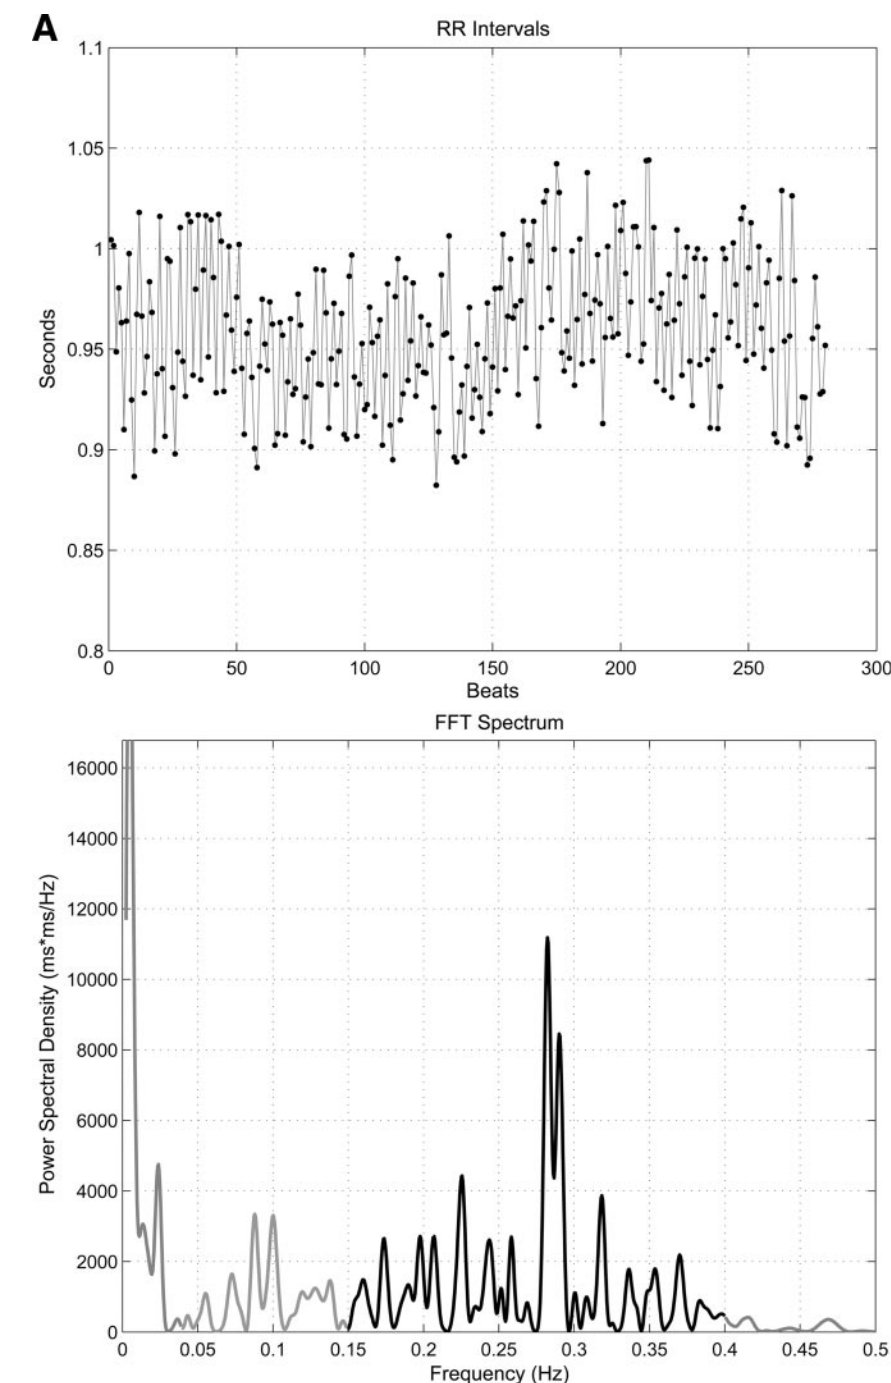 A
RR Intervals
1.1
1.05
1
0.95
0.9
0.85
0.8
Seconds
0 50 100 150 200 250 300
Beats
FFT Spectrum
16000
14000
12000
10000
8000
6000
4000
2000
0
Power Spectral Density (ms*ms/Hz)
0 0.05 0.1 0.15 0.2 0.25 0.3 0.35 0.4 0.45 0.5
Frequency (Hz)